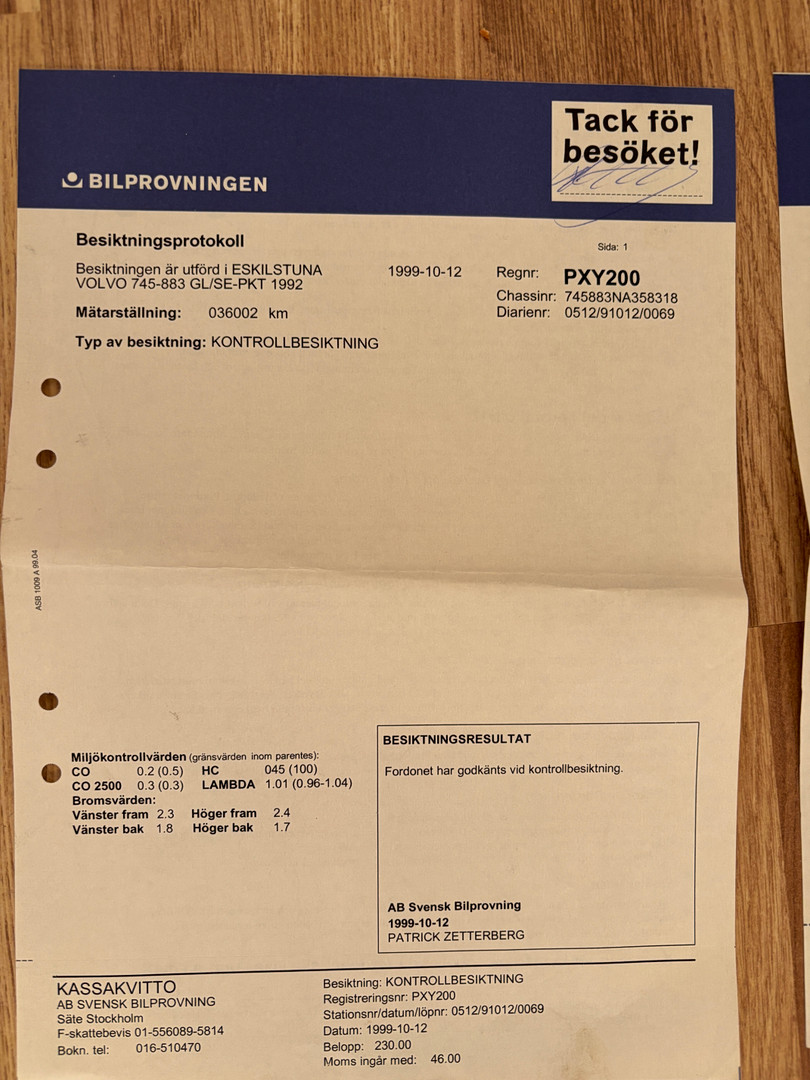 Tack för
besöket!
BILPROVNINGEN
Besiktningsprotokoll
Sida: 1
Besiktningen är utförd i ESKILSTUNA 1999-10-12 Regnr: PXY200
VOLVO 745-883 GL/SE-PKT 1992
Chassinr: 745883NA358318
Mätarställning: 036002 km
Diarienr: 0512/91012/0069
Typ av besiktning: KONTROLLBESIKTNING
ASB 1009 A 99.04
Miljökontrollvärden (gränsvärden inom parentes):
CO 0.2 (0.5) HC 045 (100)
CO 2500 0.3 (0.3) LAMBDA 1.01 (0.96-1.04)
Bromsvärden:
Vänster fram 2.3 Höger fram 2.4
Vänster bak 1.8 Höger bak 1.7
BESIKTNINGSRESULTAT
Fordonet har godkänts vid kontrollbesiktning.
AB Svensk Bilprovning
1999-10-12
PATRICK ZETTERBERG
KASSAKVITTO
AB SVENSK BILPROVNING
Säte Stockholm
F-skattebevis 01-556089-5814
Bokn. tel: 016-510470
Besiktning: KONTROLLBESIKTNING
Registreringsnr: PXY200
Stationsnr/datum/löpnr: 0512/91012/0069
Datum: 1999-10-12
Belopp: 230.00
Moms ingår med: 46.00